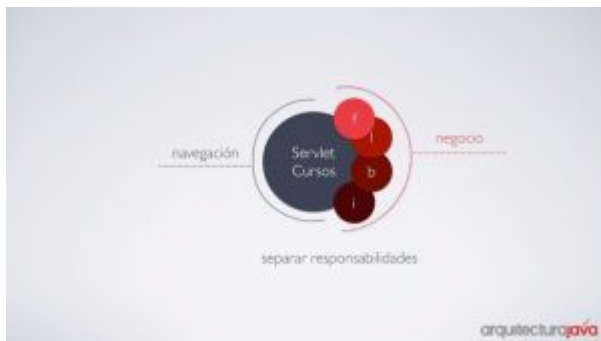 navegación
Servlet
Cursos
f
l
b
i
negocio
separar responsabilidades
arquitecturajava